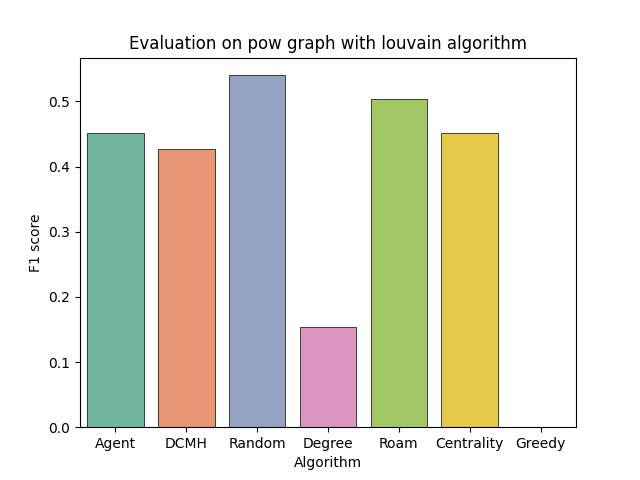 Evaluation on pow graph with louvain algorithm
0.5
0.4
0.3
0.2
0.1
0.0
F1 score
Agent DCMH Random Degree Roam Centrality Greedy
Algorithm